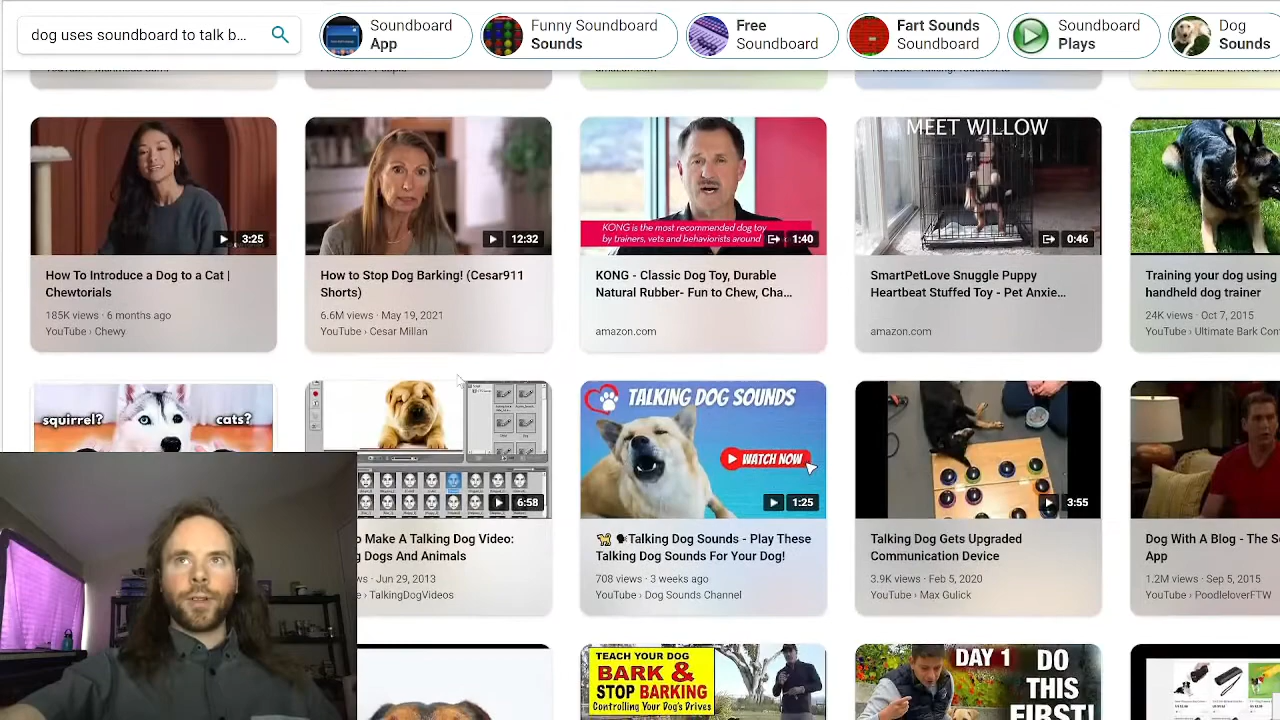 dog uses soundboard to talk b...
Soundboard
App
Funny Soundboard
Sounds
Free
Soundboard
Fart Sounds
Soundboard
Soundboard
Plays
Dog
Sounds
MEET WILLOW
KONG is the most recommended dog toy
by trainers, vets and behaviorists around
3:25
12:32
1:40
0:46
How To Introduce a Dog to a Cat |
Chewtorials
185K views · 6 months ago
YouTube › Chewy
How to Stop Dog Barking! (Cesar911
Shorts)
6.6M views · May 19, 2021
YouTube › Cesar Millan
KONG - Classic Dog Toy, Durable
Natural Rubber- Fun to Chew, Cha...
amazon.com
SmartPetLove Snuggle Puppy
Heartbeat Stuffed Toy - Pet Anxie...
amazon.com
Training your dog using
handheld dog trainer
24K views · Oct 7, 2015
YouTube › Ultimate Bark Con
squirrel?
cats?
TALKING DOG SOUNDS
WATCH NOW
6:58
1:25
3:55
o Make A Talking Dog Video:
g Dogs And Animals
s · Jun 29, 2013
e › TalkingDogVideos
🐕 🗣Talking Dog Sounds - Play These
Talking Dog Sounds For Your Dog!
708 views · 3 weeks ago
YouTube › Dog Sounds Channel
Talking Dog Gets Upgraded
Communication Device
3.9K views · Feb 5, 2020
YouTube › Max Gulick
Dog With A Blog - The S
App
1.2M views · Sep 5, 2015
YouTube › PoodleloverFTW
TEACH YOUR DOG
BARK &
STOP BARKING
Controlling Your Dog's Drives
DAY 1
DO
THIS
FIRST!